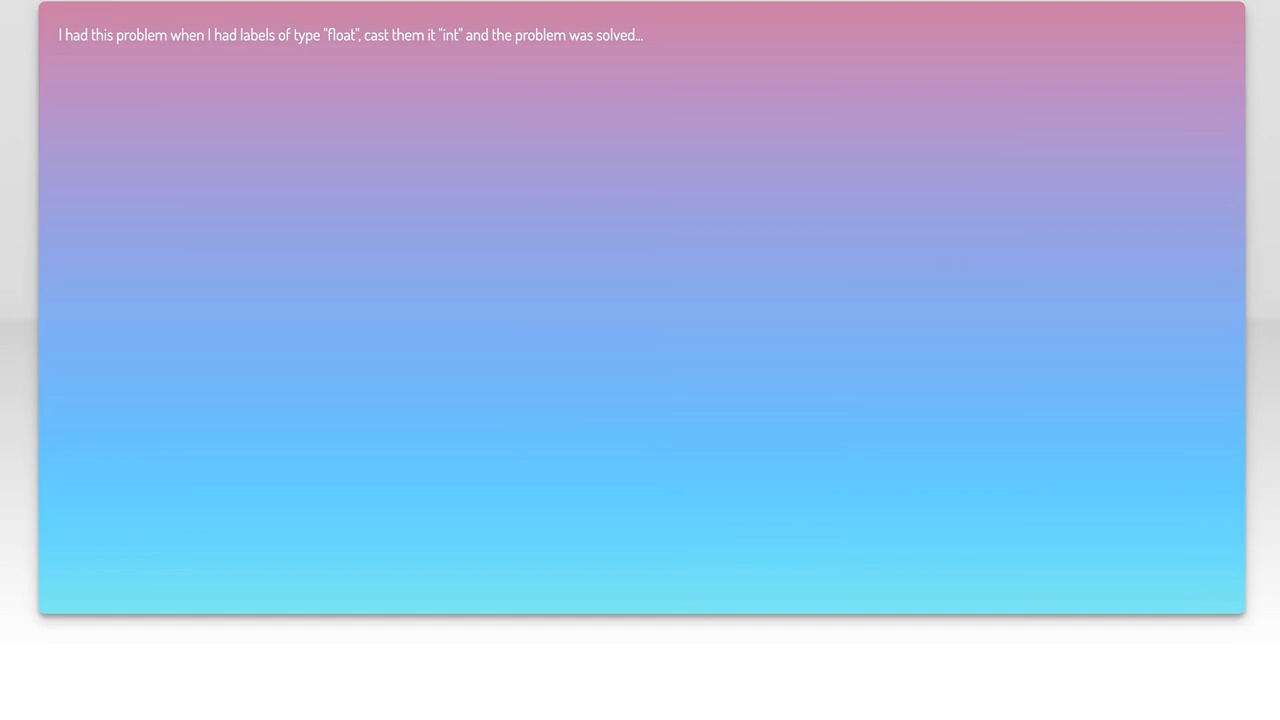 I had this problem when I had labels of type "float", cast them it "int" and the problem was solved...